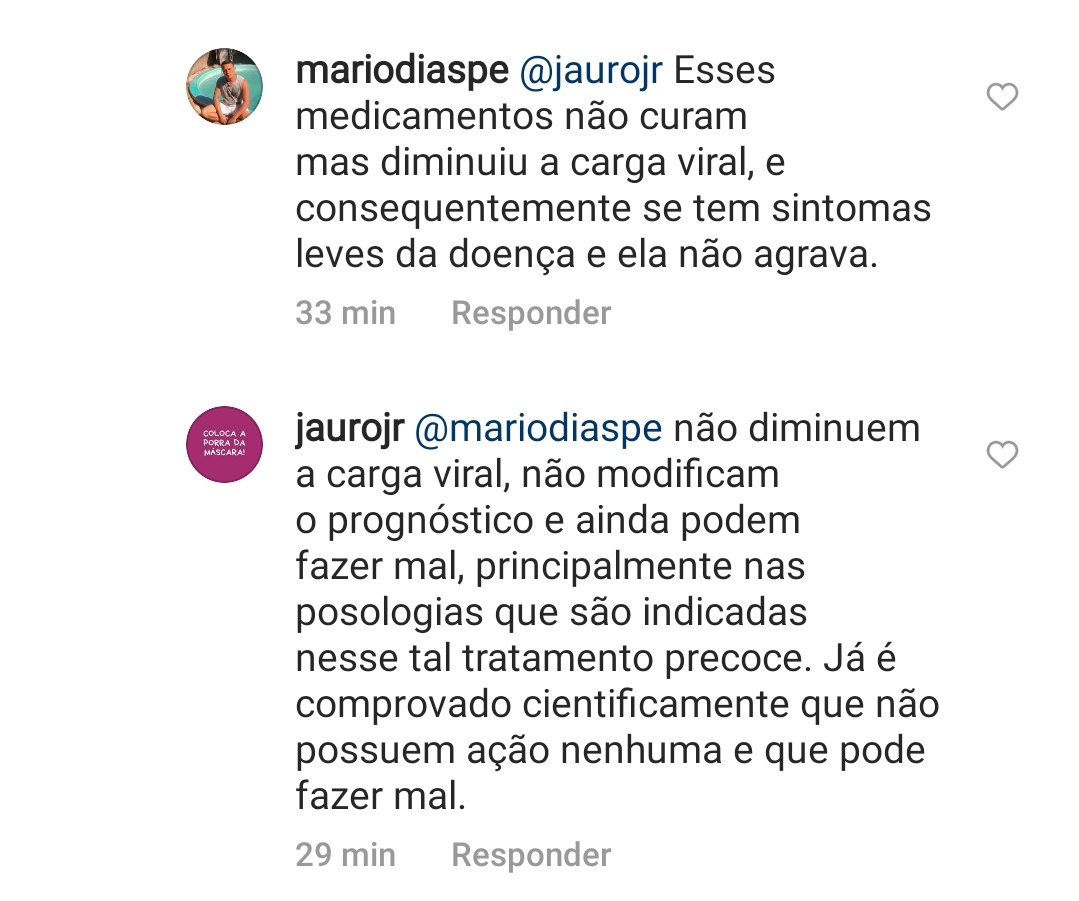 mariodiaspe @jaurojr Esses
medicamentos não curam
mas diminuiu a carga viral, e
consequentemente se tem sintomas
leves da doença e ela não agrava.
33 min Responder
COLOCA A
PORRA DA
MÁSCARA!
jaurojr @mariodiaspe não diminuem
a carga viral, não modificam
o prognóstico e ainda podem
fazer mal, principalmente nas
posologias que são indicadas
nesse tal tratamento precoce. Já é
comprovado cientificamente que não
possuem ação nenhuma e que pode
fazer mal.
29 min Responder